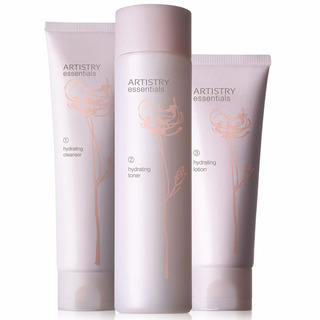 ARTISTRY
essentials
1
hydrating
cleanser
ARTISTRY
essentials
2
hydrating
toner
ARTISTRY
essentials
3
hydrating
lotion